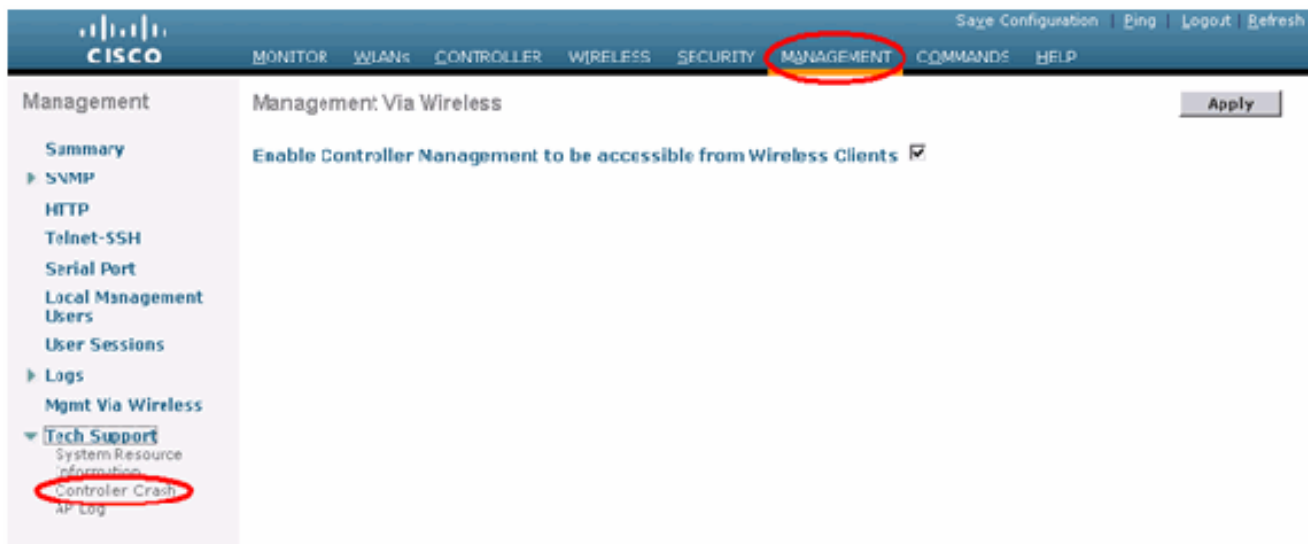 Save Configuration | Ping | Logout | Refresh
CISCO
MONITOR WLANs CONTROLLER WIRELESS SECURITY MANAGEMENT COMMANDS HELP
Management
Management Via Wireless
Apply
Summary
Enable Controller Management to be accessible from Wireless Clients
SNMP
HTTP
Telnet-SSH
Serial Port
Local Management
Users
User Sessions
Logs
Mgmt Via Wireless
Tech Support
System Resource
Information
Controller Crash
AP Log